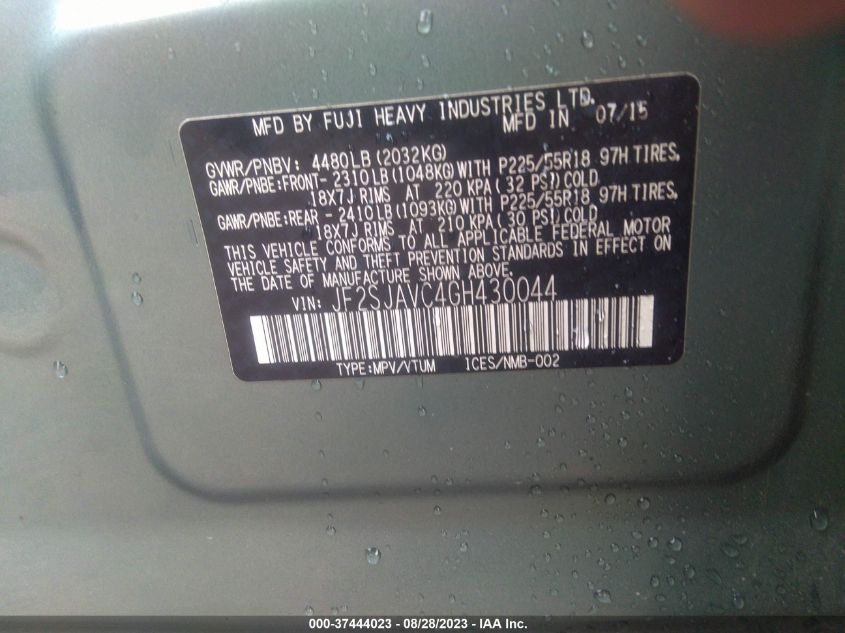 MFD BY FUJI HEAVY INDUSTRIES LTD.
MFD IN 07/15
GVWR/PNBV: 4480LB(2032KG)
GAWR/PNBE:FRONT- 2310LB(1048KG)WITH P225/55R18 97H TIRES,
18X7J RIMS AT 220 KPA(32 PSI)COLD
GAWR/PNBE:REAR - 2410LB(1093KG)WITH P225/55R18 97H TIRES,
18X7J RIMS AT 210 KPA(30 PSI)COLD
THIS VEHICLE CONFORMS TO ALL APPLICABLE FEDERAL MOTOR
VEHICLE SAFETY AND THEFT PREVENTION STANDARDS IN EFFECT ON
THE DATE OF MANUFACTURE SHOWN ABOVE.
VIN: JF2SJAVC4GH430044
TYPE:MPV/VTUM 1CES/NMB-002
000-37444023 - 08/28/2023 - IAA Inc.